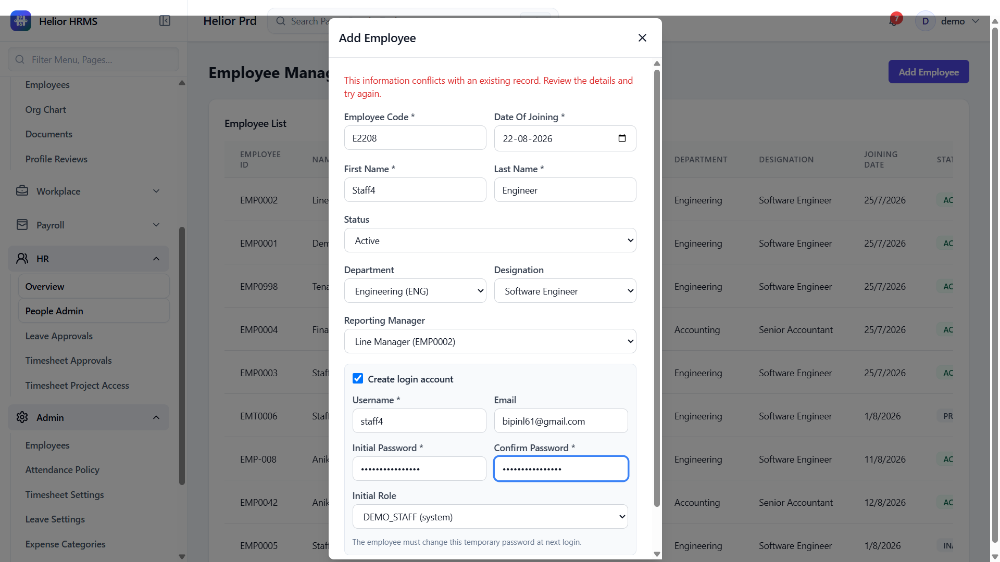 Helior HRMS
Helior Prd
Search Pa
7
D
demo
Filter Menu, Pages...
Employees
Org Chart
Documents
Profile Reviews
Workplace
Payroll
HR
Overview
People Admin
Leave Approvals
Timesheet Approvals
Timesheet Project Access
Admin
Employees
Attendance Policy
Timesheet Settings
Leave Settings
Expense Categories
Employee Manag
Add Employee
Employee List
EMPLOYEE ID
NAM
DEPARTMENT
DESIGNATION
JOINING DATE
STAT
EMP0002
Line
Engineering
Software Engineer
25/7/2026
AC
EMP0001
Dem
Engineering
Software Engineer
25/7/2026
AC
EMP0998
Tena
Engineering
Software Engineer
25/7/2026
AC
EMP0004
Fina
Accounting
Senior Accountant
25/7/2026
AC
EMP0003
Staff
Engineering
Software Engineer
25/7/2026
AC
EMT0006
Staff
Engineering
Software Engineer
1/8/2026
PR
EMP-008
Anik
Engineering
Software Engineer
11/8/2026
AC
EMP0042
Anik
Accounting
Senior Accountant
12/8/2026
AC
EMP0005
Staff
Engineering
Software Engineer
1/8/2026
INA
Add Employee
This information conflicts with an existing record. Review the details and
try again.
Employee Code *
Date Of Joining *
E2208
22-08-2026
First Name *
Last Name *
Staff4
Engineer
Status
Active
Department
Designation
Engineering (ENG)
Software Engineer
Reporting Manager
Line Manager (EMP0002)
Create login account
Username *
Email
staff4
bipinl61@gmail.com
Initial Password *
Confirm Password *
••••••••••••••••
••••••••••••••••
Initial Role
DEMO_STAFF (system)
The employee must change this temporary password at next login.